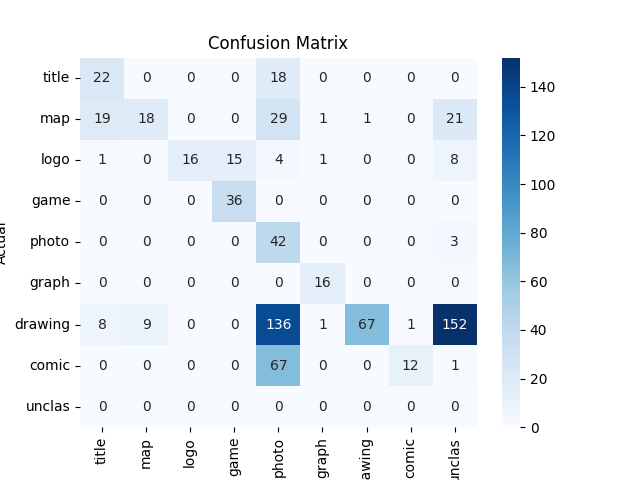 Confusion Matrix
title 22 0 0 0 18 0 0 0 0
map 19 18 0 0 29 1 1 0 21
logo 1 0 16 15 4 1 0 0 8
game 0 0 0 36 0 0 0 0 0
photo 0 0 0 0 42 0 0 0 3
graph 0 0 0 0 0 16 0 0 0
drawing 8 9 0 0 136 1 67 1 152
comic 0 0 0 0 67 0 0 12 1
unclas 0 0 0 0 0 0 0 0 0
title map logo game photo graph awing comic unclas
Actual
140
120
100
80
60
40
20
0